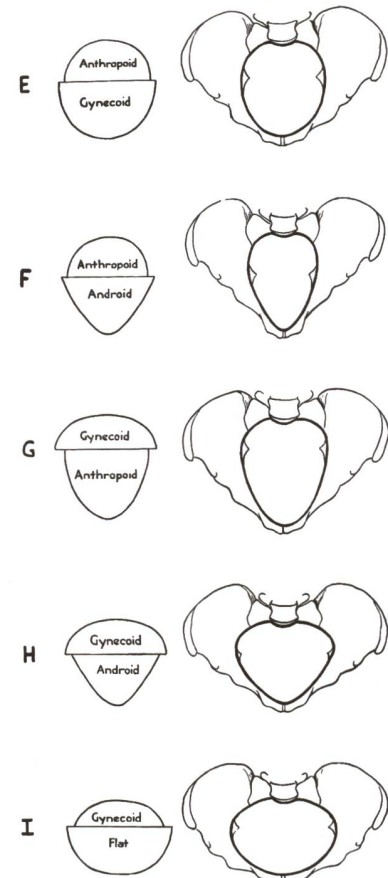 E
Anthropoid
Gynecoid
F
Anthropoid
Android
G
Gynecoid
Anthropoid
H
Gynecoid
Android
I
Gynecoid
Flat